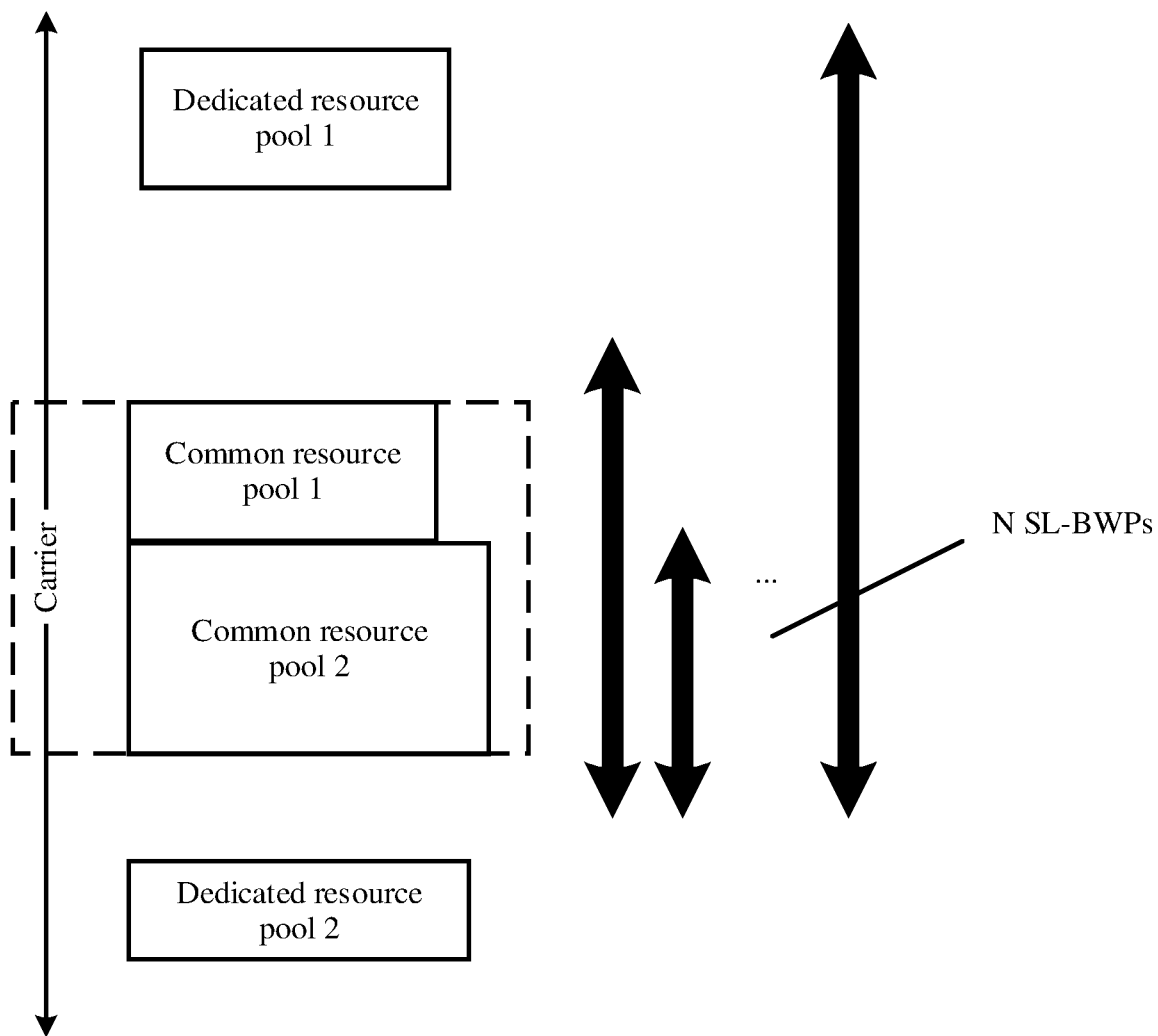 Dedicated resource
pool 1
Common resource
pool 1
Carrier
Common resource
pool 2
...
N SL-BWPs
Dedicated resource
pool 2